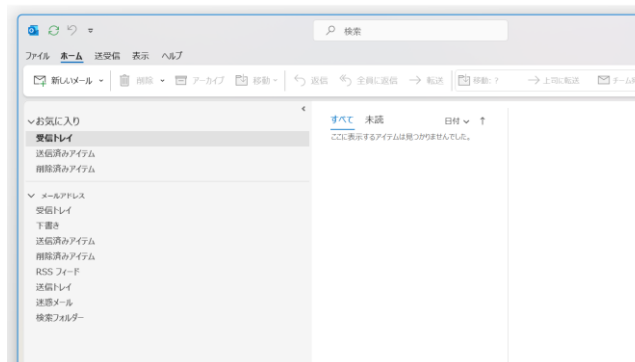 検索
ファイル ホーム 送受信 表示 ヘルプ
新しいメール 削除 アーカイブ 移動 返信 全員に返信 転送 移動: ? 上司に転送 チーム
お気に入り
受信トレイ
送信済みアイテム
削除済みアイテム
メールアドレス
受信トレイ
下書き
送信済みアイテム
削除済みアイテム
RSS フィード
送信トレイ
迷惑メール
検索フォルダー
すべて 未読 日付
ここに表示するアイテムは見つかりませんでした。